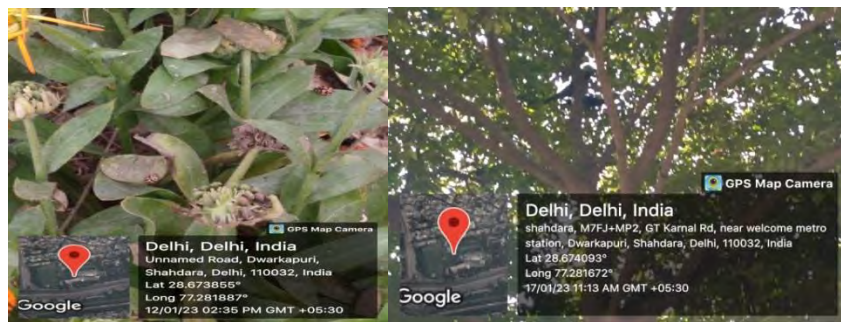 GPS Map Camera
Delhi, Delhi, India
Unnamed Road, Dwarkapuri,
Shahdara, Delhi, 110032, India
Lat 28.673855°
Long 77.281887°
12/01/23 02:35 PM GMT +05:30
Google
GPS Map Camera
Delhi, Delhi, India
shahdara, M7FJ+MP2, GT Karnal Rd, near welcome metro
station, Dwarkapuri, Shahdara, Delhi, 110032, India
Lat 28.674093°
Long 77.281672°
17/01/23 11:13 AM GMT +05:30
Google